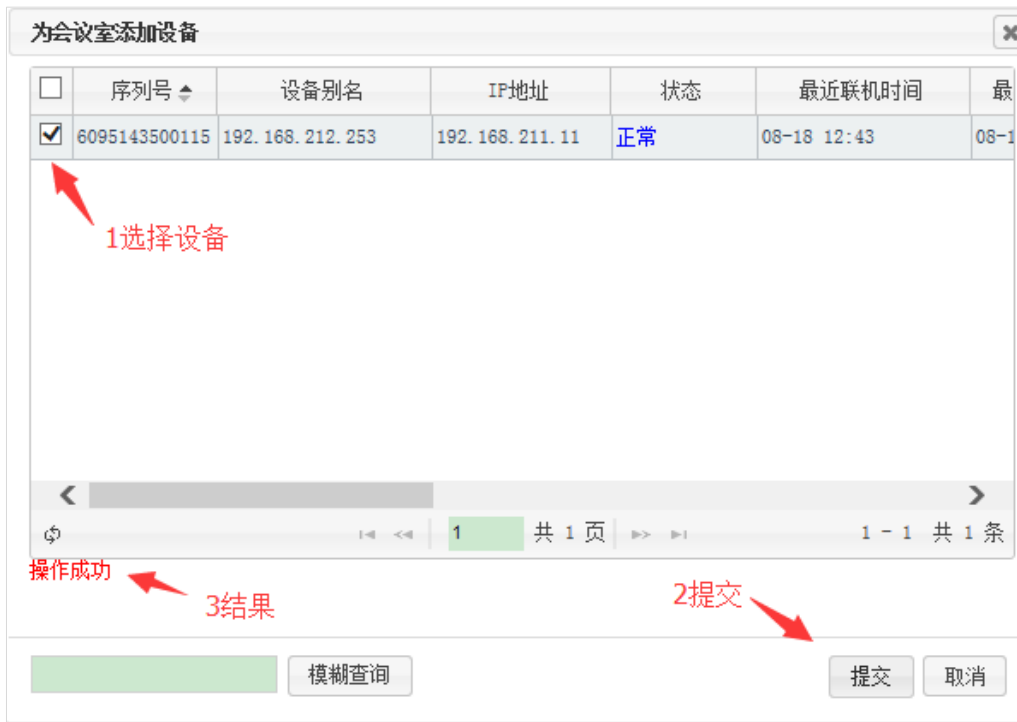 为会议室添加设备
序列号 设备别名 IP地址 状态 最近联机时间 最
6095143500115 192.168.212.253 192.168.211.11 正常 08-18 12:43 08-1
1选择设备
1 共 1 页 1 - 1 共 1 条
操作成功
3结果
2提交
模糊查询 提交 取消